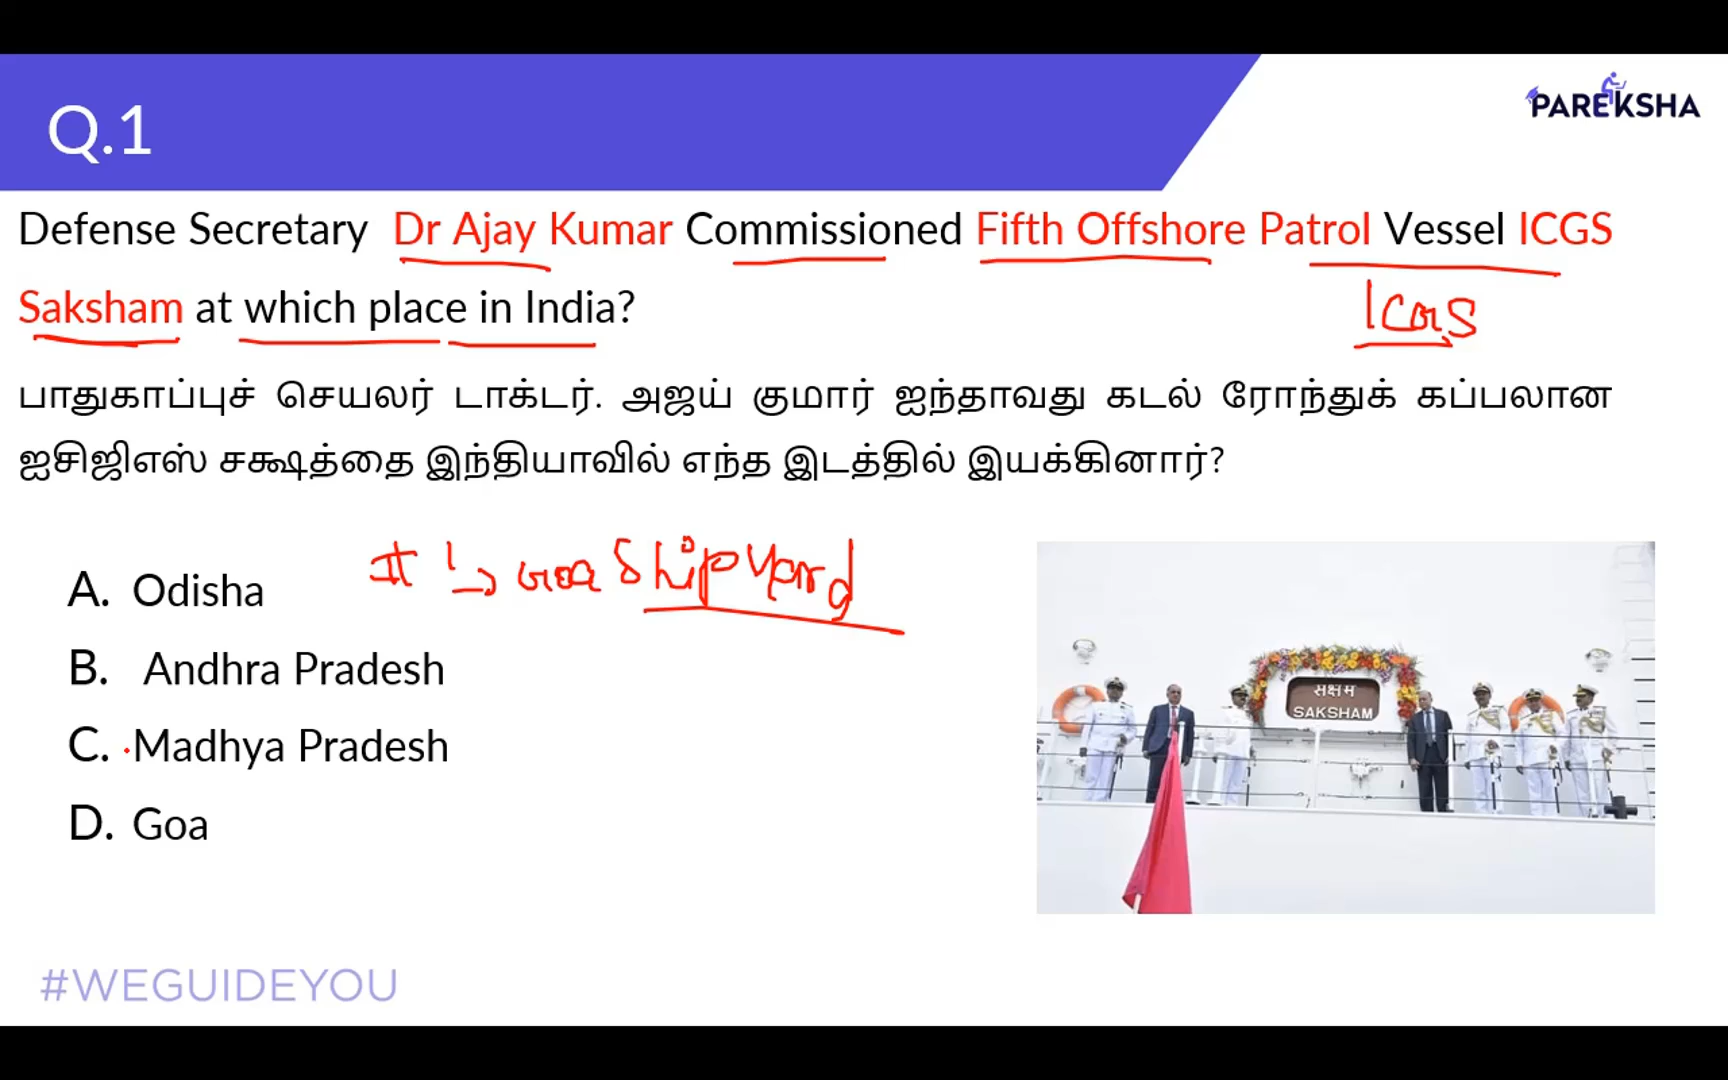 PAREKSHA
Q.1
Defense Secretary Dr Ajay Kumar Commissioned Fifth Offshore Patrol Vessel ICGS
Saksham at which place in India?
ICGS
பாதுகாப்புச் செயலர் டாக்டர். அஜய் குமார் ஐந்தாவது கடல் ரோந்துக் கப்பலான
ஐசிஜிஎஸ் சக்ஷத்தை இந்தியாவில் எந்த இடத்தில் இயக்கினார்?
# ↳ Goa Shipyard
A. Odisha
B. Andhra Pradesh
C. Madhya Pradesh
D. Goa
सक्षम
SAKSHAM
#WEGUIDEYOU